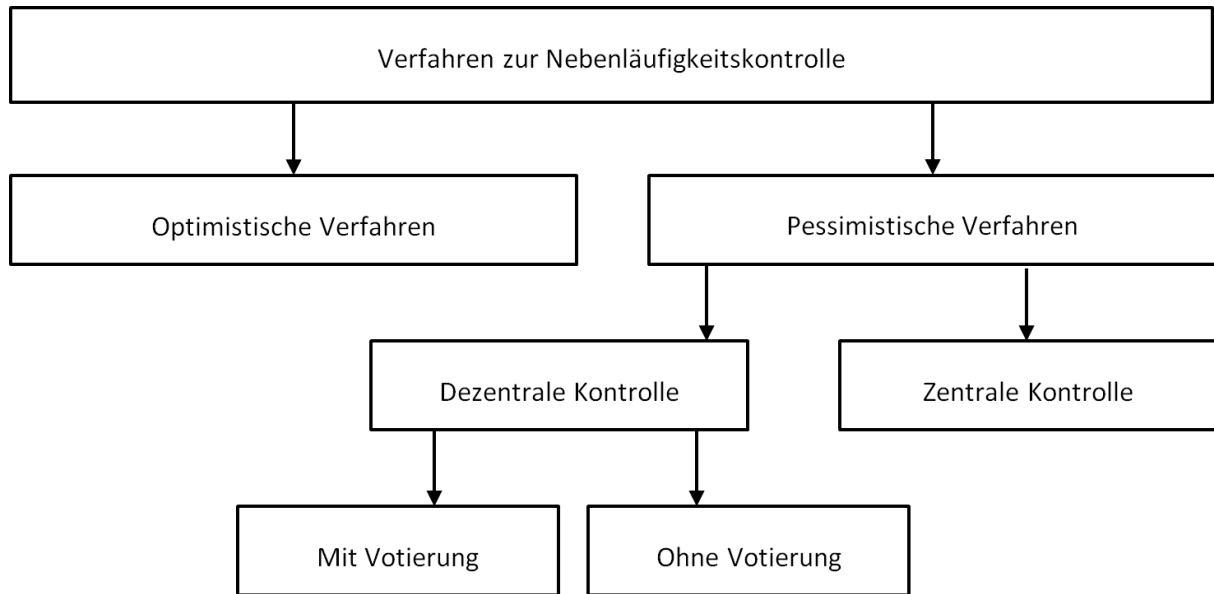 Verfahren zur Nebenläufigkeitskontrolle
Optimistische Verfahren
Pessimistische Verfahren
Dezentrale Kontrolle
Zentrale Kontrolle
Mit Votierung
Ohne Votierung